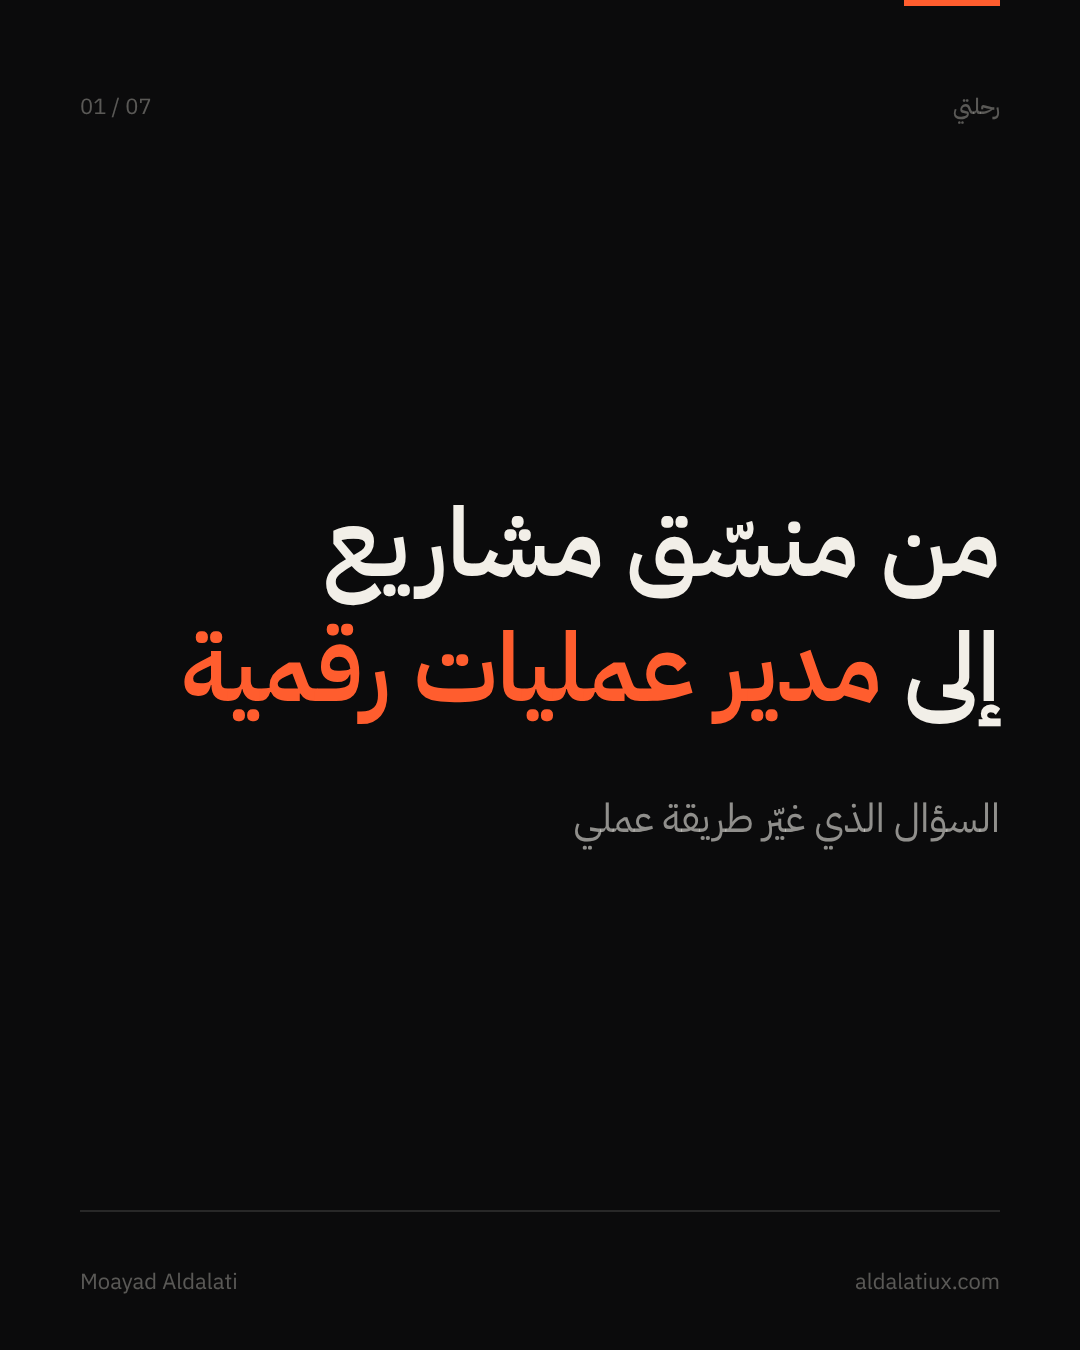 رحلتي
01 / 07
من منسّق مشاريع
إلى مدير عمليات رقمية
السؤال الذي غيّر طريقة عملي
Moayad Aldalati
aldalatiux.com